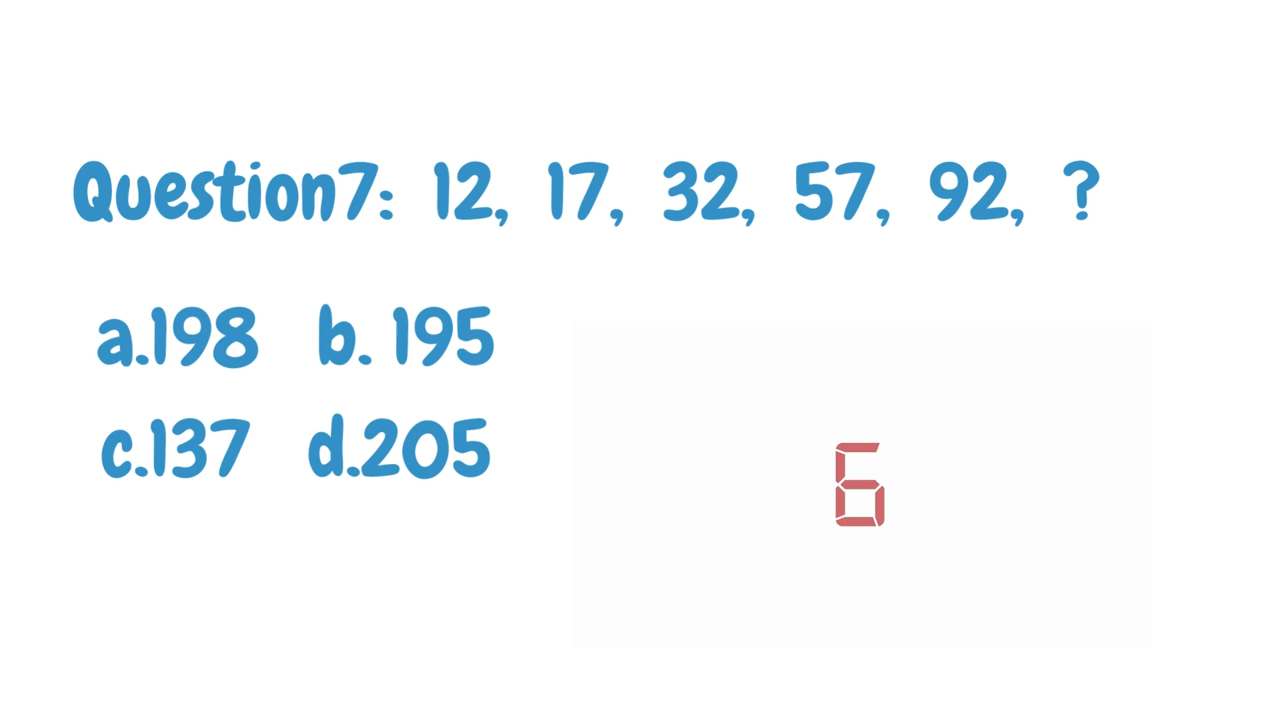 Question7: 12, 17, 32, 57, 92, ?
a.198 b. 195
c.137 d.205
6